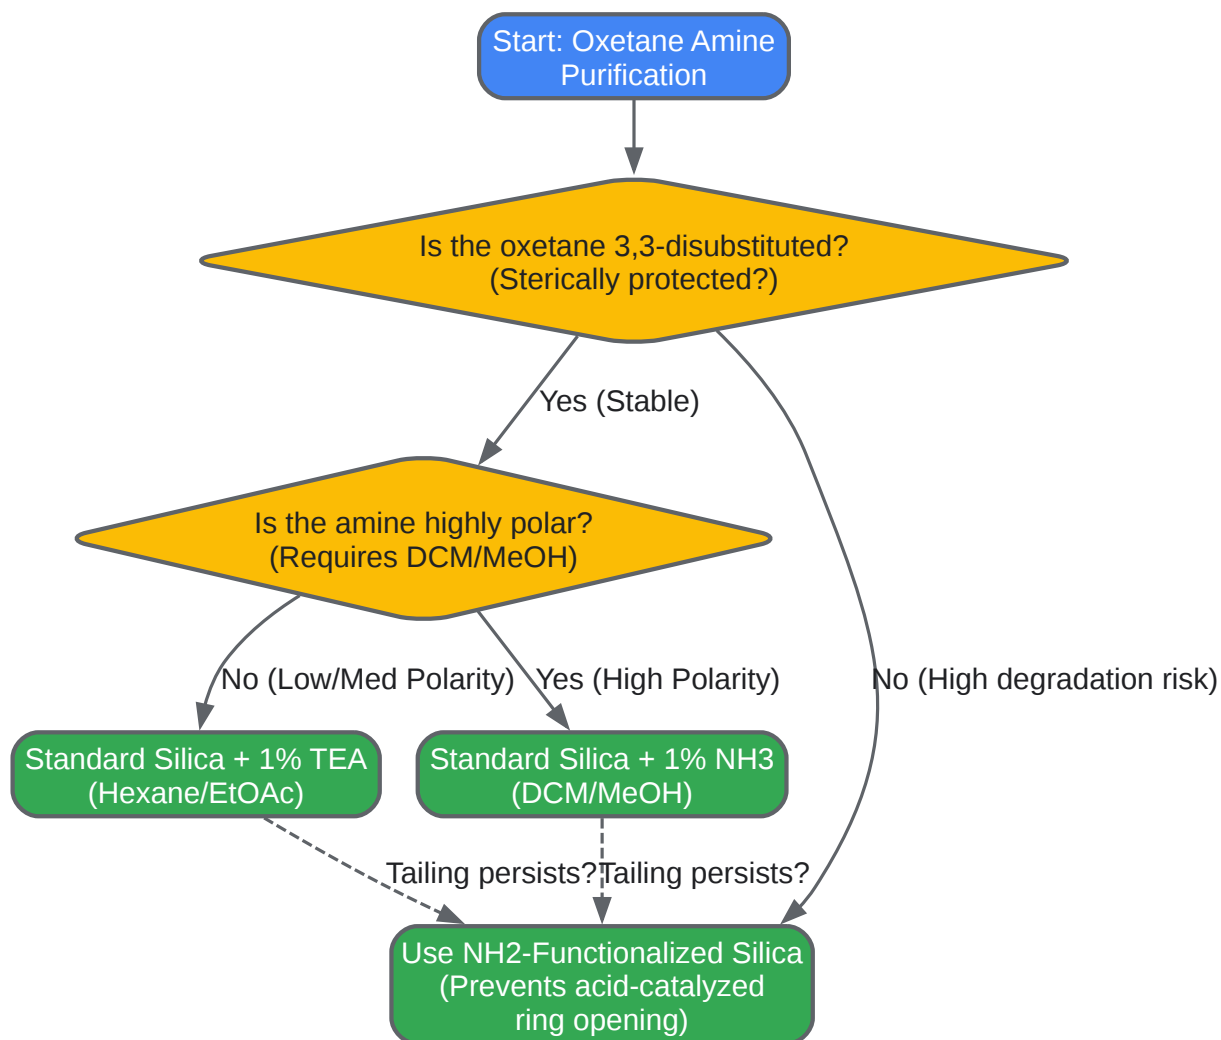 Start: Oxetane Amine
Purification
Is the oxetane 3,3-disubstituted?
(Sterically protected?)
Yes (Stable)
Is the amine highly polar?
(Requires DCM/MeOH)
No (Low/Med Polarity)
Yes (High Polarity)
No (High degradation risk)
Standard Silica + 1% TEA
(Hexane/EtOAc)
Standard Silica + 1% NH3
(DCM/MeOH)
Tailing persists?
Tailing persists?
Use NH2-Functionalized Silica
(Prevents acid-catalyzed
ring opening)